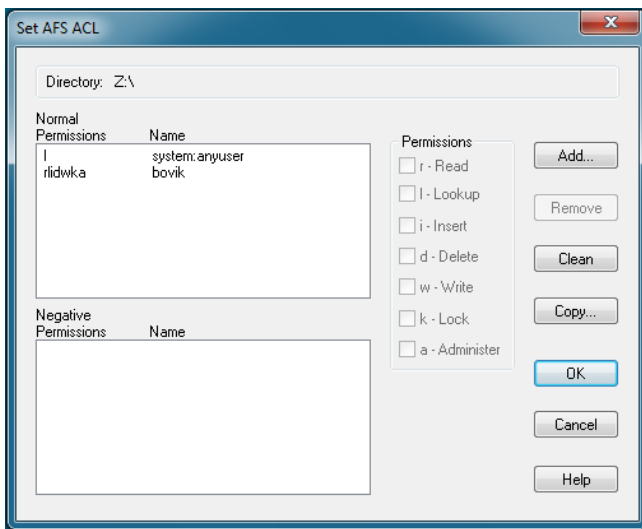 Set AFS ACL
Directory: Z:\
Normal
Permissions Name
l system:anyuser
rlidwka bovik
Negative
Permissions Name
Permissions
r - Read
l - Lookup
i - Insert
d - Delete
w - Write
k - Lock
a - Administer
Add...
Remove
Clean
Copy...
OK
Cancel
Help